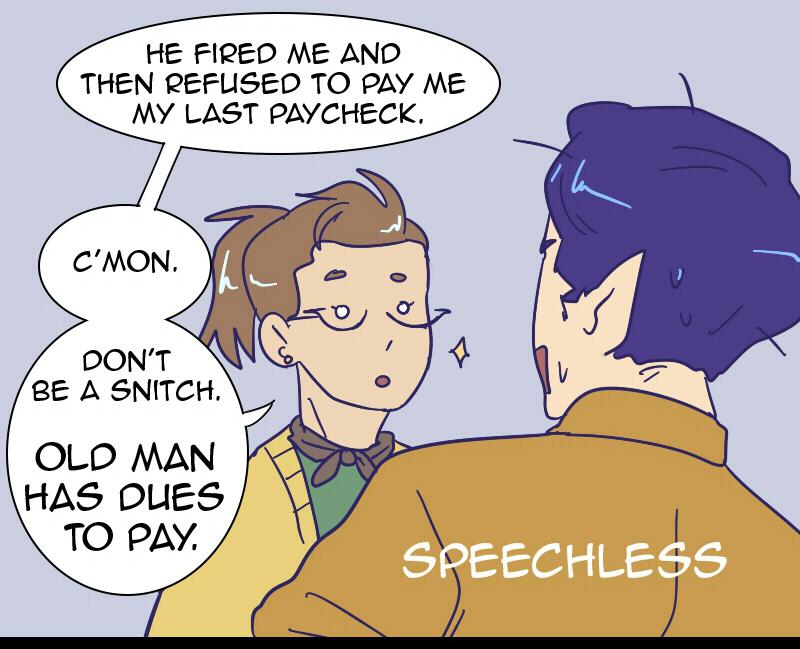 HE FIRED ME AND
THEN REFUSED TO PAY ME
MY LAST PAYCHECK.
C'MON.
DON'T
BE A SNITCH.
OLD MAN
HAS DUES
TO PAY.
SPEECHLESS